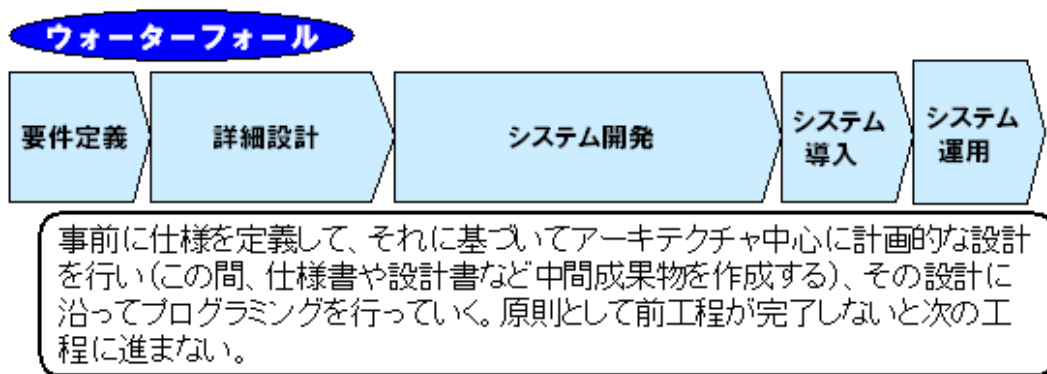 ウォーターフォール
要件定義
詳細設計
システム開発
システム
導入
システム
運用
事前に仕様を定義して、それに基づいてアーキテクチャ中心に計画的な設計
を行い(この間、仕様書や設計書など中間成果物を作成する)、その設計に
沿ってプログラミングを行っていく。原則として前工程が完了しないと次の工
程に進まない。